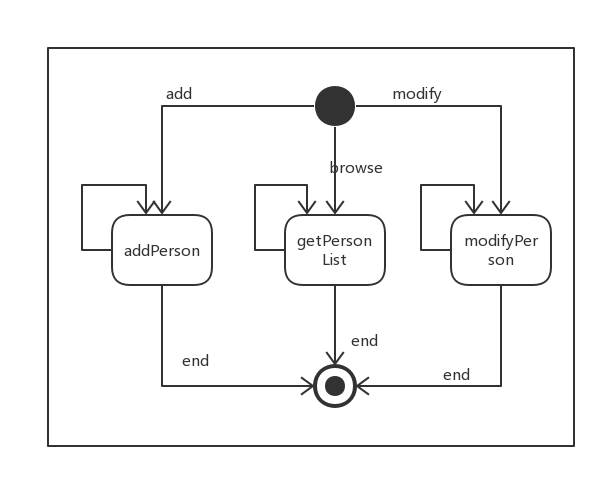 add
modify
browse
addPerson
getPerson
List
modifyPer
son
end
end
end